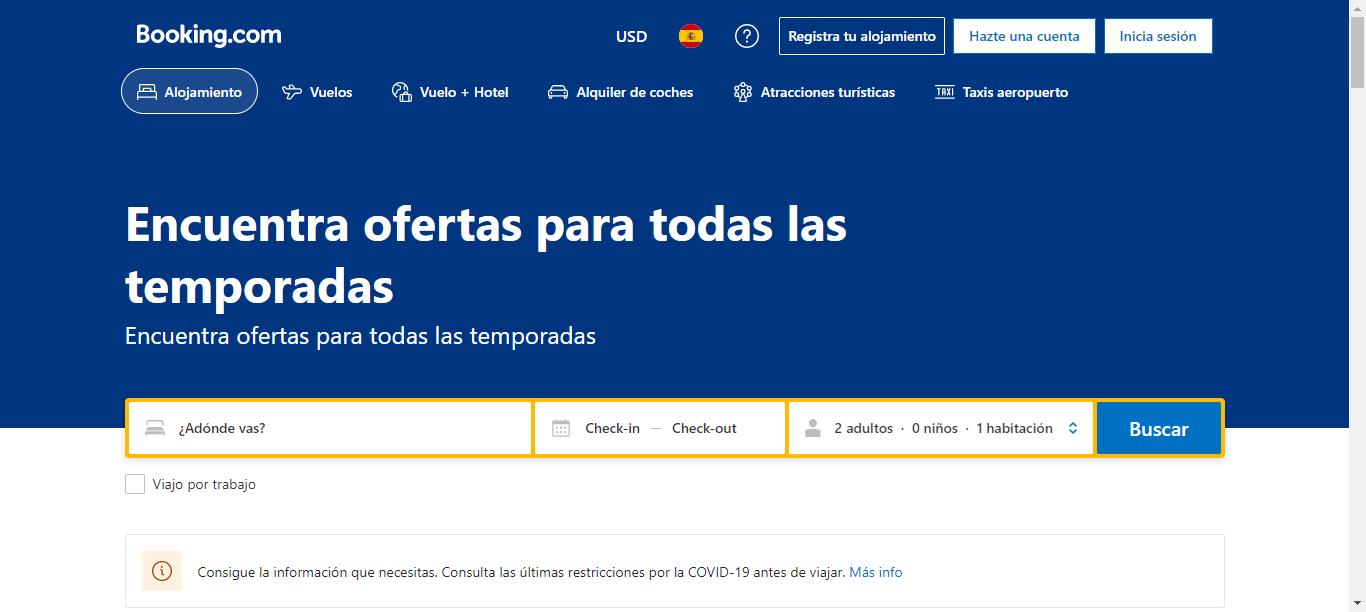 Booking.com
USD
?
Registra tu alojamiento
Hazte una cuenta
Inicia sesión
Alojamiento
Vuelos
Vuelo + Hotel
Alquiler de coches
Atracciones turísticas
TAXI
Taxis aeropuerto
Encuentra ofertas para todas las
temporadas
Encuentra ofertas para todas las temporadas
¿Adónde vas?
Check-in — Check-out
2 adultos · 0 niños · 1 habitación
Buscar
Viajo por trabajo
Consigue la información que necesitas. Consulta las últimas restricciones por la COVID-19 antes de viajar. Más info